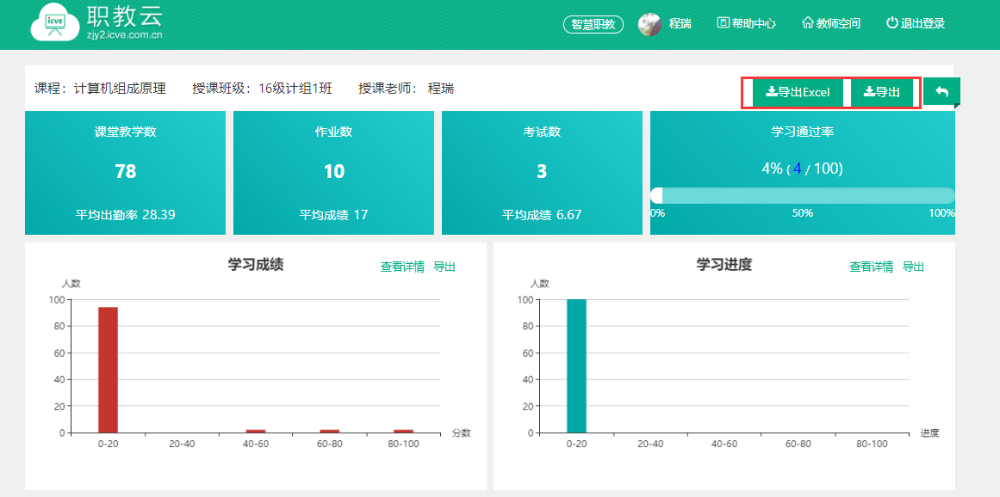 职教云
icve
zjy2.icve.com.cn
智慧职教 程瑞 帮助中心 教师空间 退出登录
课程：计算机组成原理 授课班级：16级计组1班 授课老师： 程瑞
导出Excel 导出
课堂教学数
78
平均出勤率 28.39
作业数
10
平均成绩 17
考试数
3
平均成绩 6.67
学习通过率
4% ( 4 / 100)
0% 50% 100%
学习成绩
查看详情 导出
人数
100
80
60
40
20
0
0-20 20-40 40-60 60-80 80-100
分数
学习进度
查看详情 导出
人数
100
80
60
40
20
0
0-20 20-40 40-60 60-80 80-100
进度